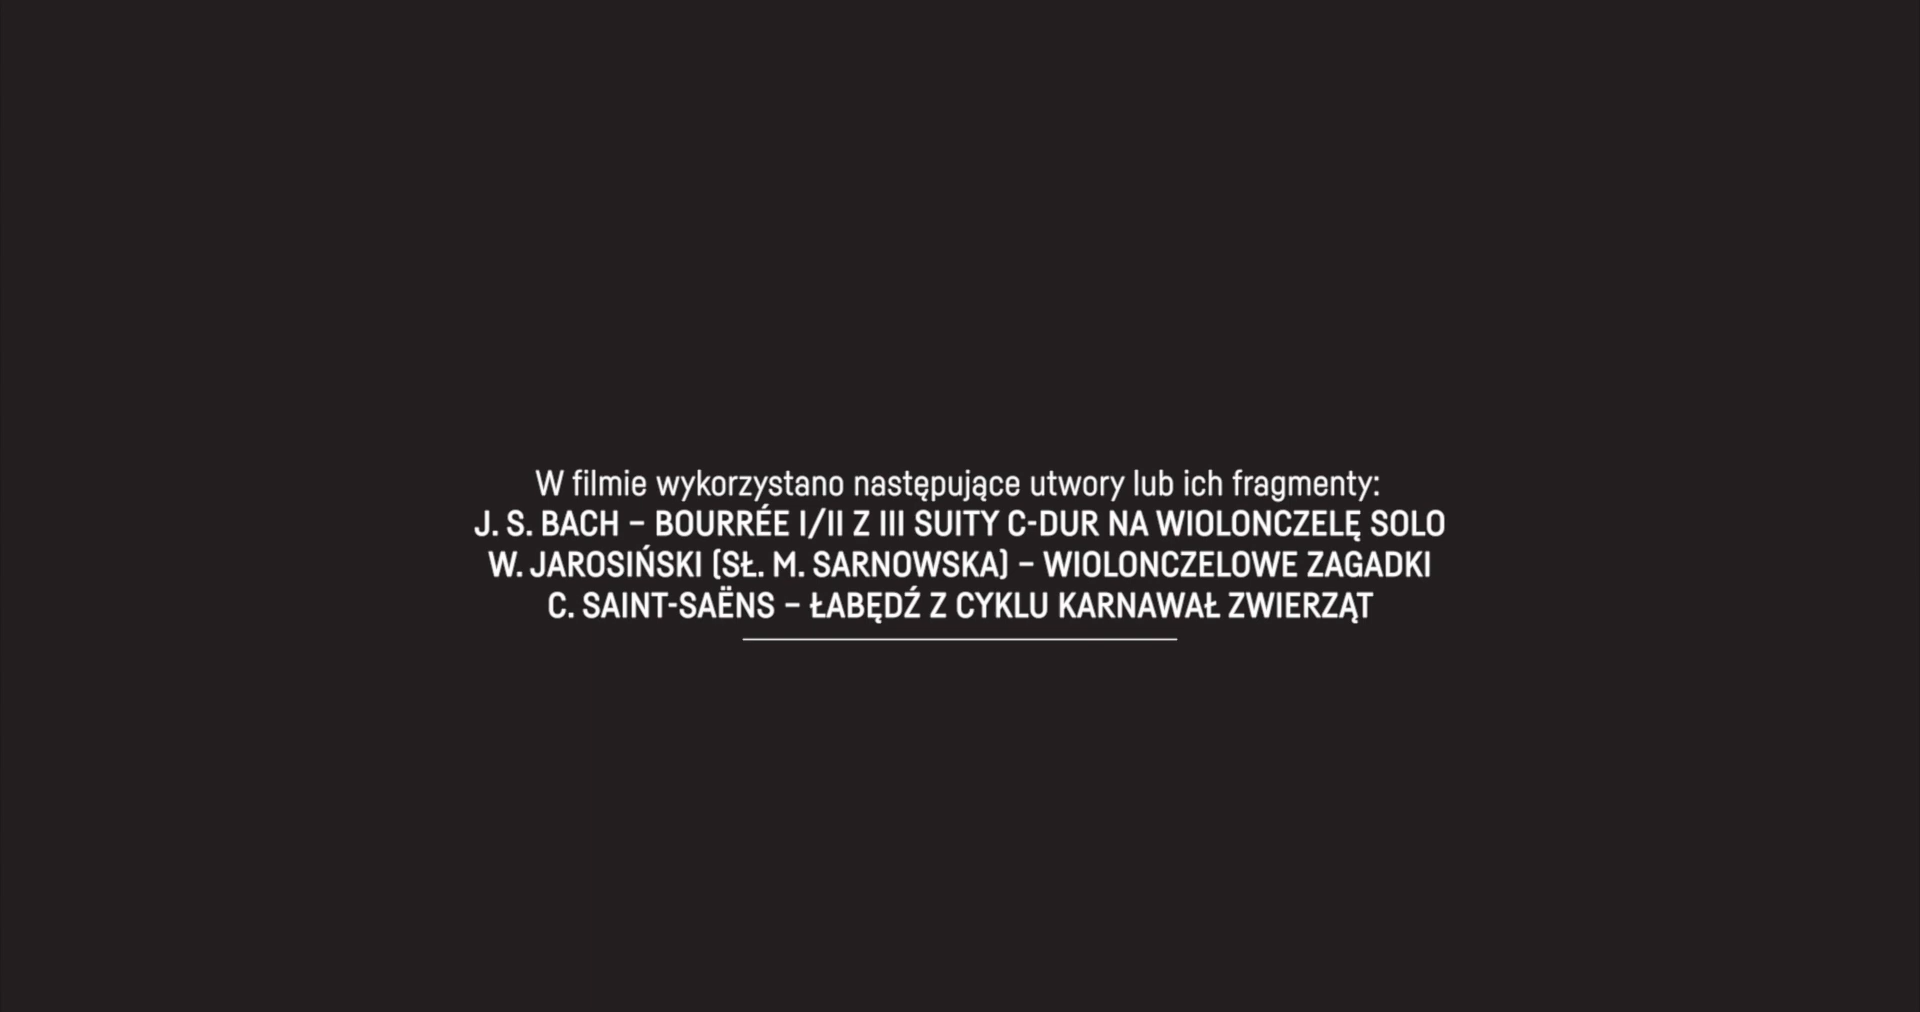 W filmie wykorzystano następujące utwory lub ich fragmenty:
J. S. BACH – BOURRÉE I/II Z III SUITY C-DUR NA WIOLONCZELĘ SOLO
W. JAROSIŃSKI (SŁ. M. SARNOWSKA) – WIOLONCZELOWE ZAGADKI
C. SAINT-SAËNS – ŁABĘDŹ Z CYKLU KARNAWAŁ ZWIERZĄT